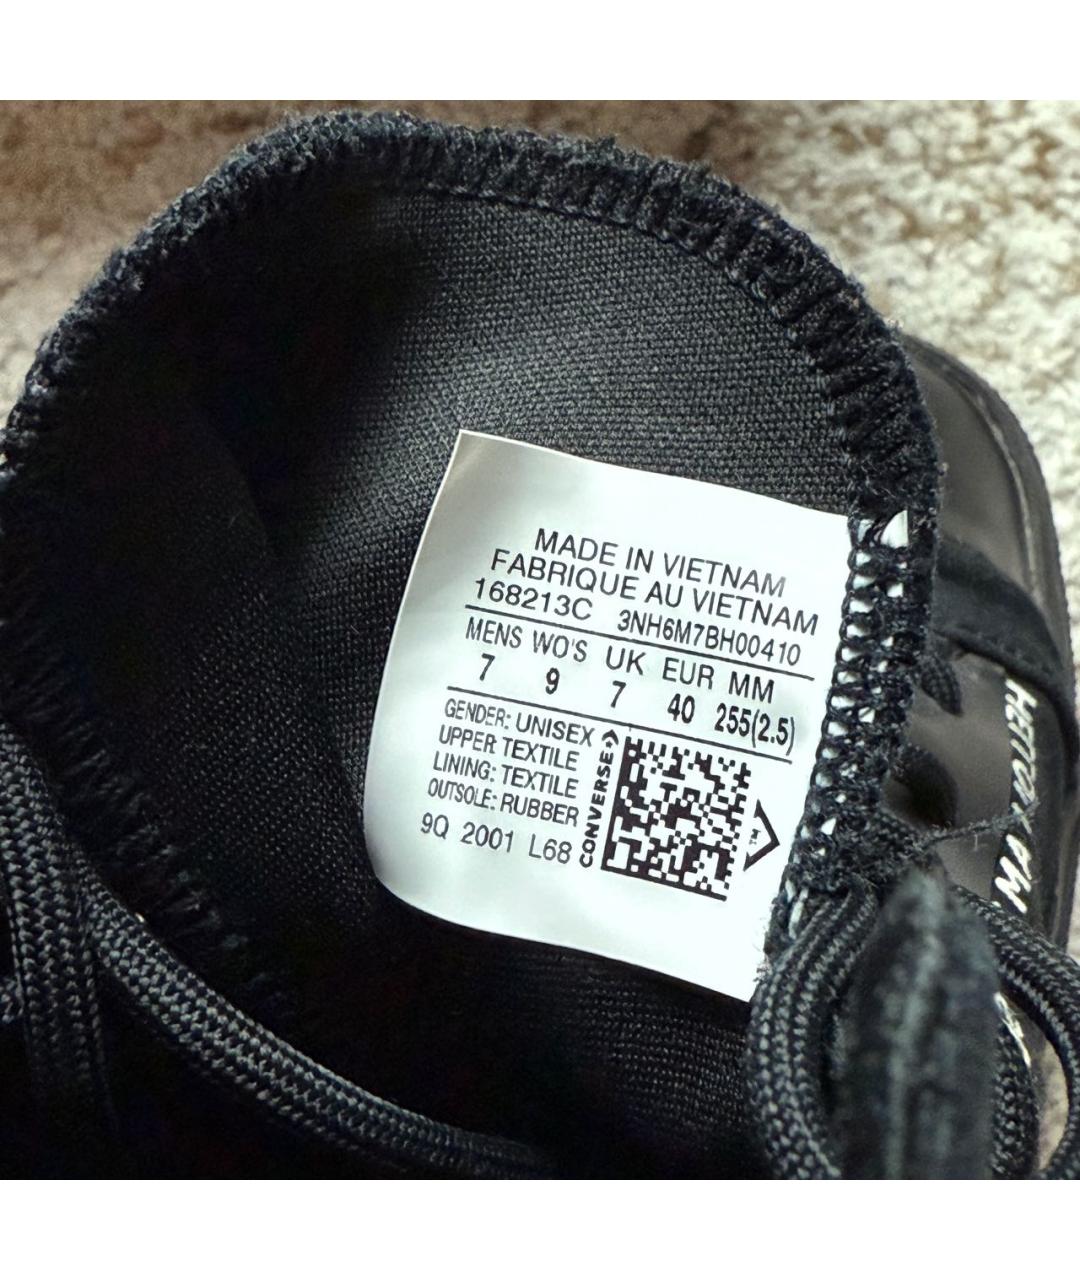 MADE IN VIETNAM
FABRIQUE AU VIETNAM
168213C 3NH6M7BH00410
MENS WO'S UK EUR MM
7 9 7 40 255(2.5)
GENDER: UNISEX
UPPER: TEXTILE
LINING: TEXTILE
OUTSOLE: RUBBER
9Q 2001 L68
CONVERSE
TM